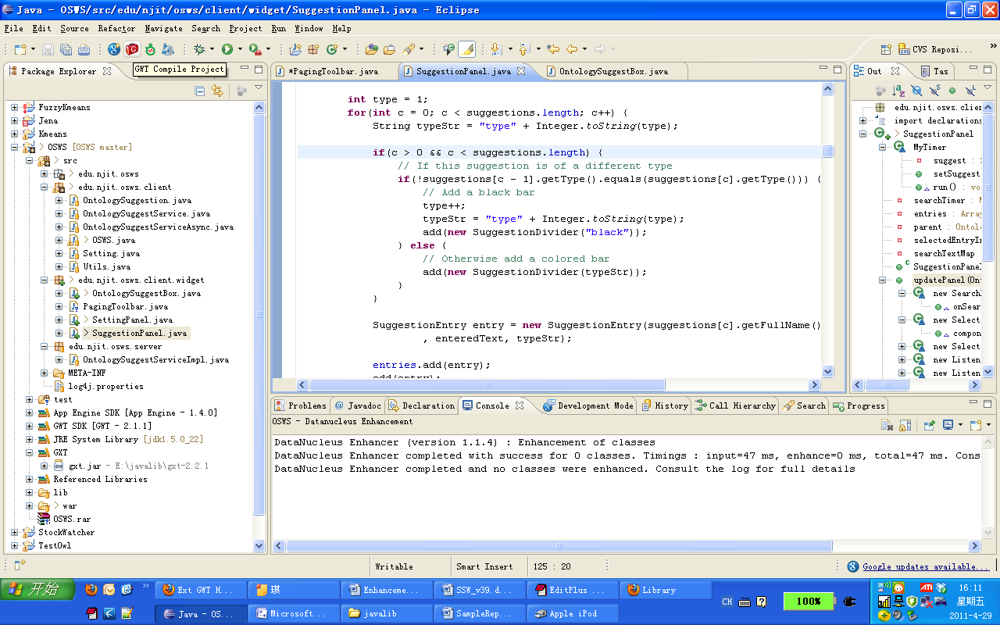 Java - OSWS/src/edu/njit/osws/client/widget/SuggestionPanel.java - Eclipse
File Edit Source Refactor Navigate Search Project Run Window Help
CVS Reposi...
GWT Compile Project
Package Explorer
FuzzyKmeans
Jena
Kmeans
> OSWS [OSWS master]
> src
> edu.njit.osws
> edu.njit.osws.client
OntologySuggestion.java
OntologySuggestService.java
OntologySuggestServiceAsync.java
> OSWS.java
Setting.java
Utils.java
> edu.njit.osws.client.widget
> OntologySuggestBox.java
PagingToolbar.java
> SettingPanel.java
> SuggestionPanel.java
edu.njit.osws.server
OntologySuggestServiceImpl.java
META-INF
log4j.properties
> test
App Engine SDK [App Engine - 1.4.0]
GWT SDK [GWT - 2.1.1]
JRE System Library [jdk1.5.0_22]
GXT
gxt.jar - E:\javalib\gxt-2.2.1
Referenced Libraries
lib
> war
OSWS.rar
StockWatcher
TestOwl
*PagingToolbar.java SuggestionPanel.java OntologySuggestBox.java
int type = 1;
for(int c = 0; c < suggestions.length; c++) {
String typeStr = "type" + Integer.toString(type);
if(c > 0 && c < suggestions.length) {
// If this suggestion is of a different type
if(!suggestions[c - 1].getType().equals(suggestions[c].getType())) {
// Add a black bar
type++;
typeStr = "type" + Integer.toString(type);
add(new SuggestionDivider("black"));
} else {
// Otherwise add a colored bar
add(new SuggestionDivider(typeStr));
}
}
SuggestionEntry entry = new SuggestionEntry(suggestions[c].getFullName()
, enteredText, typeStr);
entries.add(entry);
add(entry);
Out Tas
edu.njit.osws.clien
import declarations
> SuggestionPanel
MyTimer
suggest :
setSuggest
run() : vo
searchTimer :
entries : Array
parent : Ontol
selectedEntryIn
searchTextMap
SuggestionPanel
updatePanel(Ont
new Search
onSear
new Select
compon
new Select
new Listen
new Listen
Problems Javadoc Declaration Console Development Mode History Call Hierarchy Search Progress
OSWS - Datanucleus Enhancement
DataNucleus Enhancer (version 1.1.4) : Enhancement of classes
DataNucleus Enhancer completed with success for 0 classes. Timings : input=47 ms, enhance=0 ms, total=47 ms. Cons
DataNucleus Enhancer completed and no classes were enhanced. Consult the log for full details
Writable Smart Insert 125 : 20 Google updates available...
开始 Ext GWT H... 琪 Enhanceme... SSW_v39.d... EditPlus ... Library
Java - OS... Microsoft... javalib SampleRep... Apple iPod
CH 100%
16:11
星期五
2011-4-29